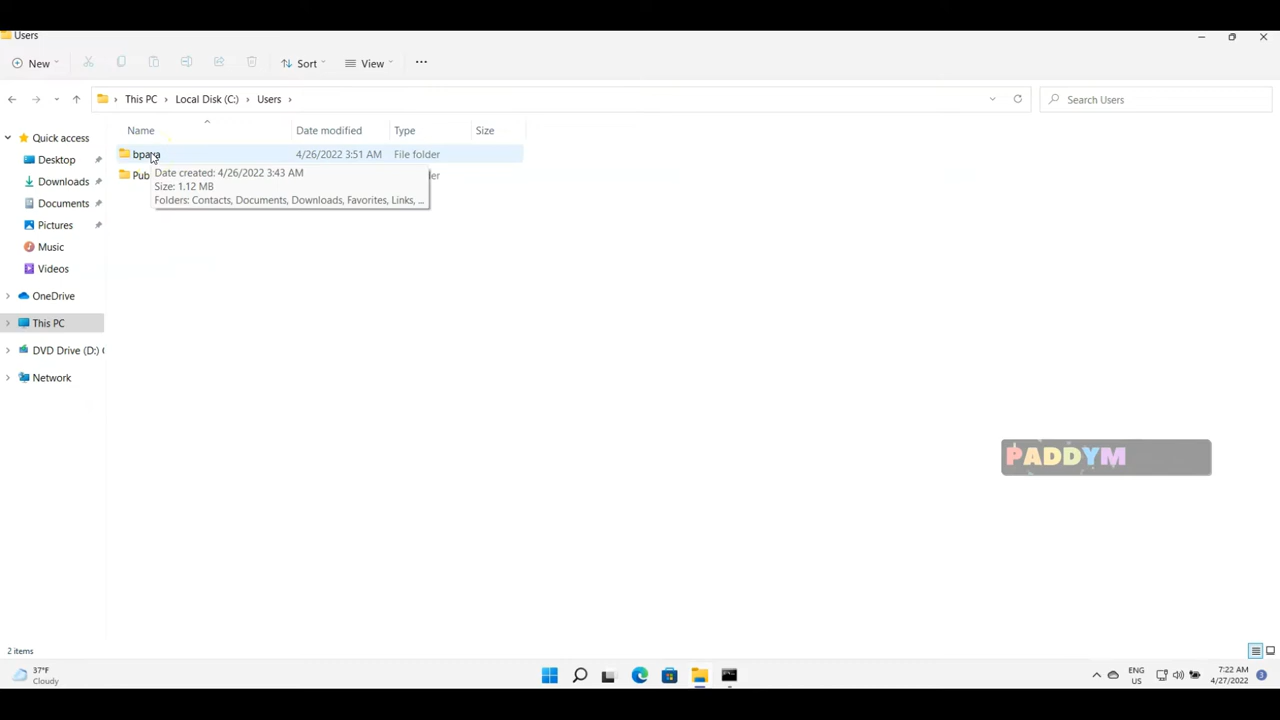 Users
New
Sort
View
This PC
Local Disk (C:)
Users
Search Users
Name
Date modified
Type
Size
Quick access
Desktop
Downloads
Documents
Pictures
Music
Videos
OneDrive
This PC
DVD Drive (D:) C
Network
4/26/2022 3:51 AM
File folder
Pub
Date created: 4/26/2022 3:43 AM
Size: 1.12 MB
Folders: Contacts, Documents, Downloads, Favorites, Links, ...
PADDYM
2 items
37°F
Cloudy
ENG
US
7:22 AM
4/27/2022
3